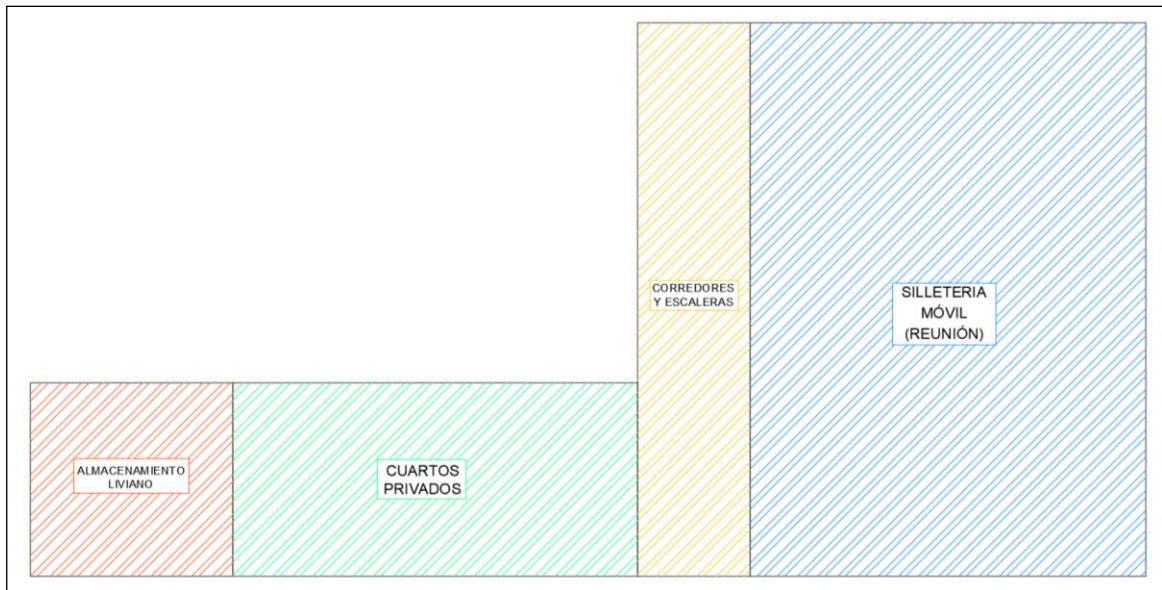 CORREDORES
Y ESCALERAS
SILLETERIA
MÓVIL
(REUNIÓN)
ALMACENAMIENTO
LIVIANO
CUARTOS
PRIVADOS